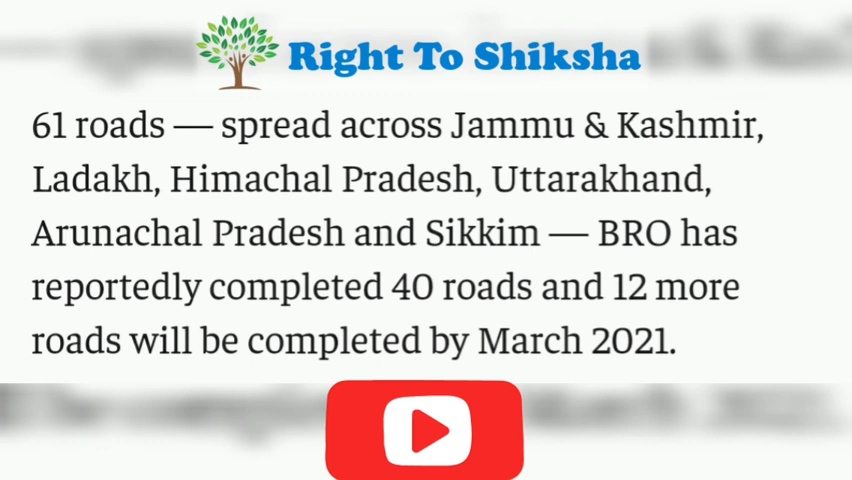 Right To Shiksha
61 roads — spread across Jammu & Kashmir,
Ladakh, Himachal Pradesh, Uttarakhand,
Arunachal Pradesh and Sikkim — BRO has
reportedly completed 40 roads and 12 more
roads will be completed by March 2021.